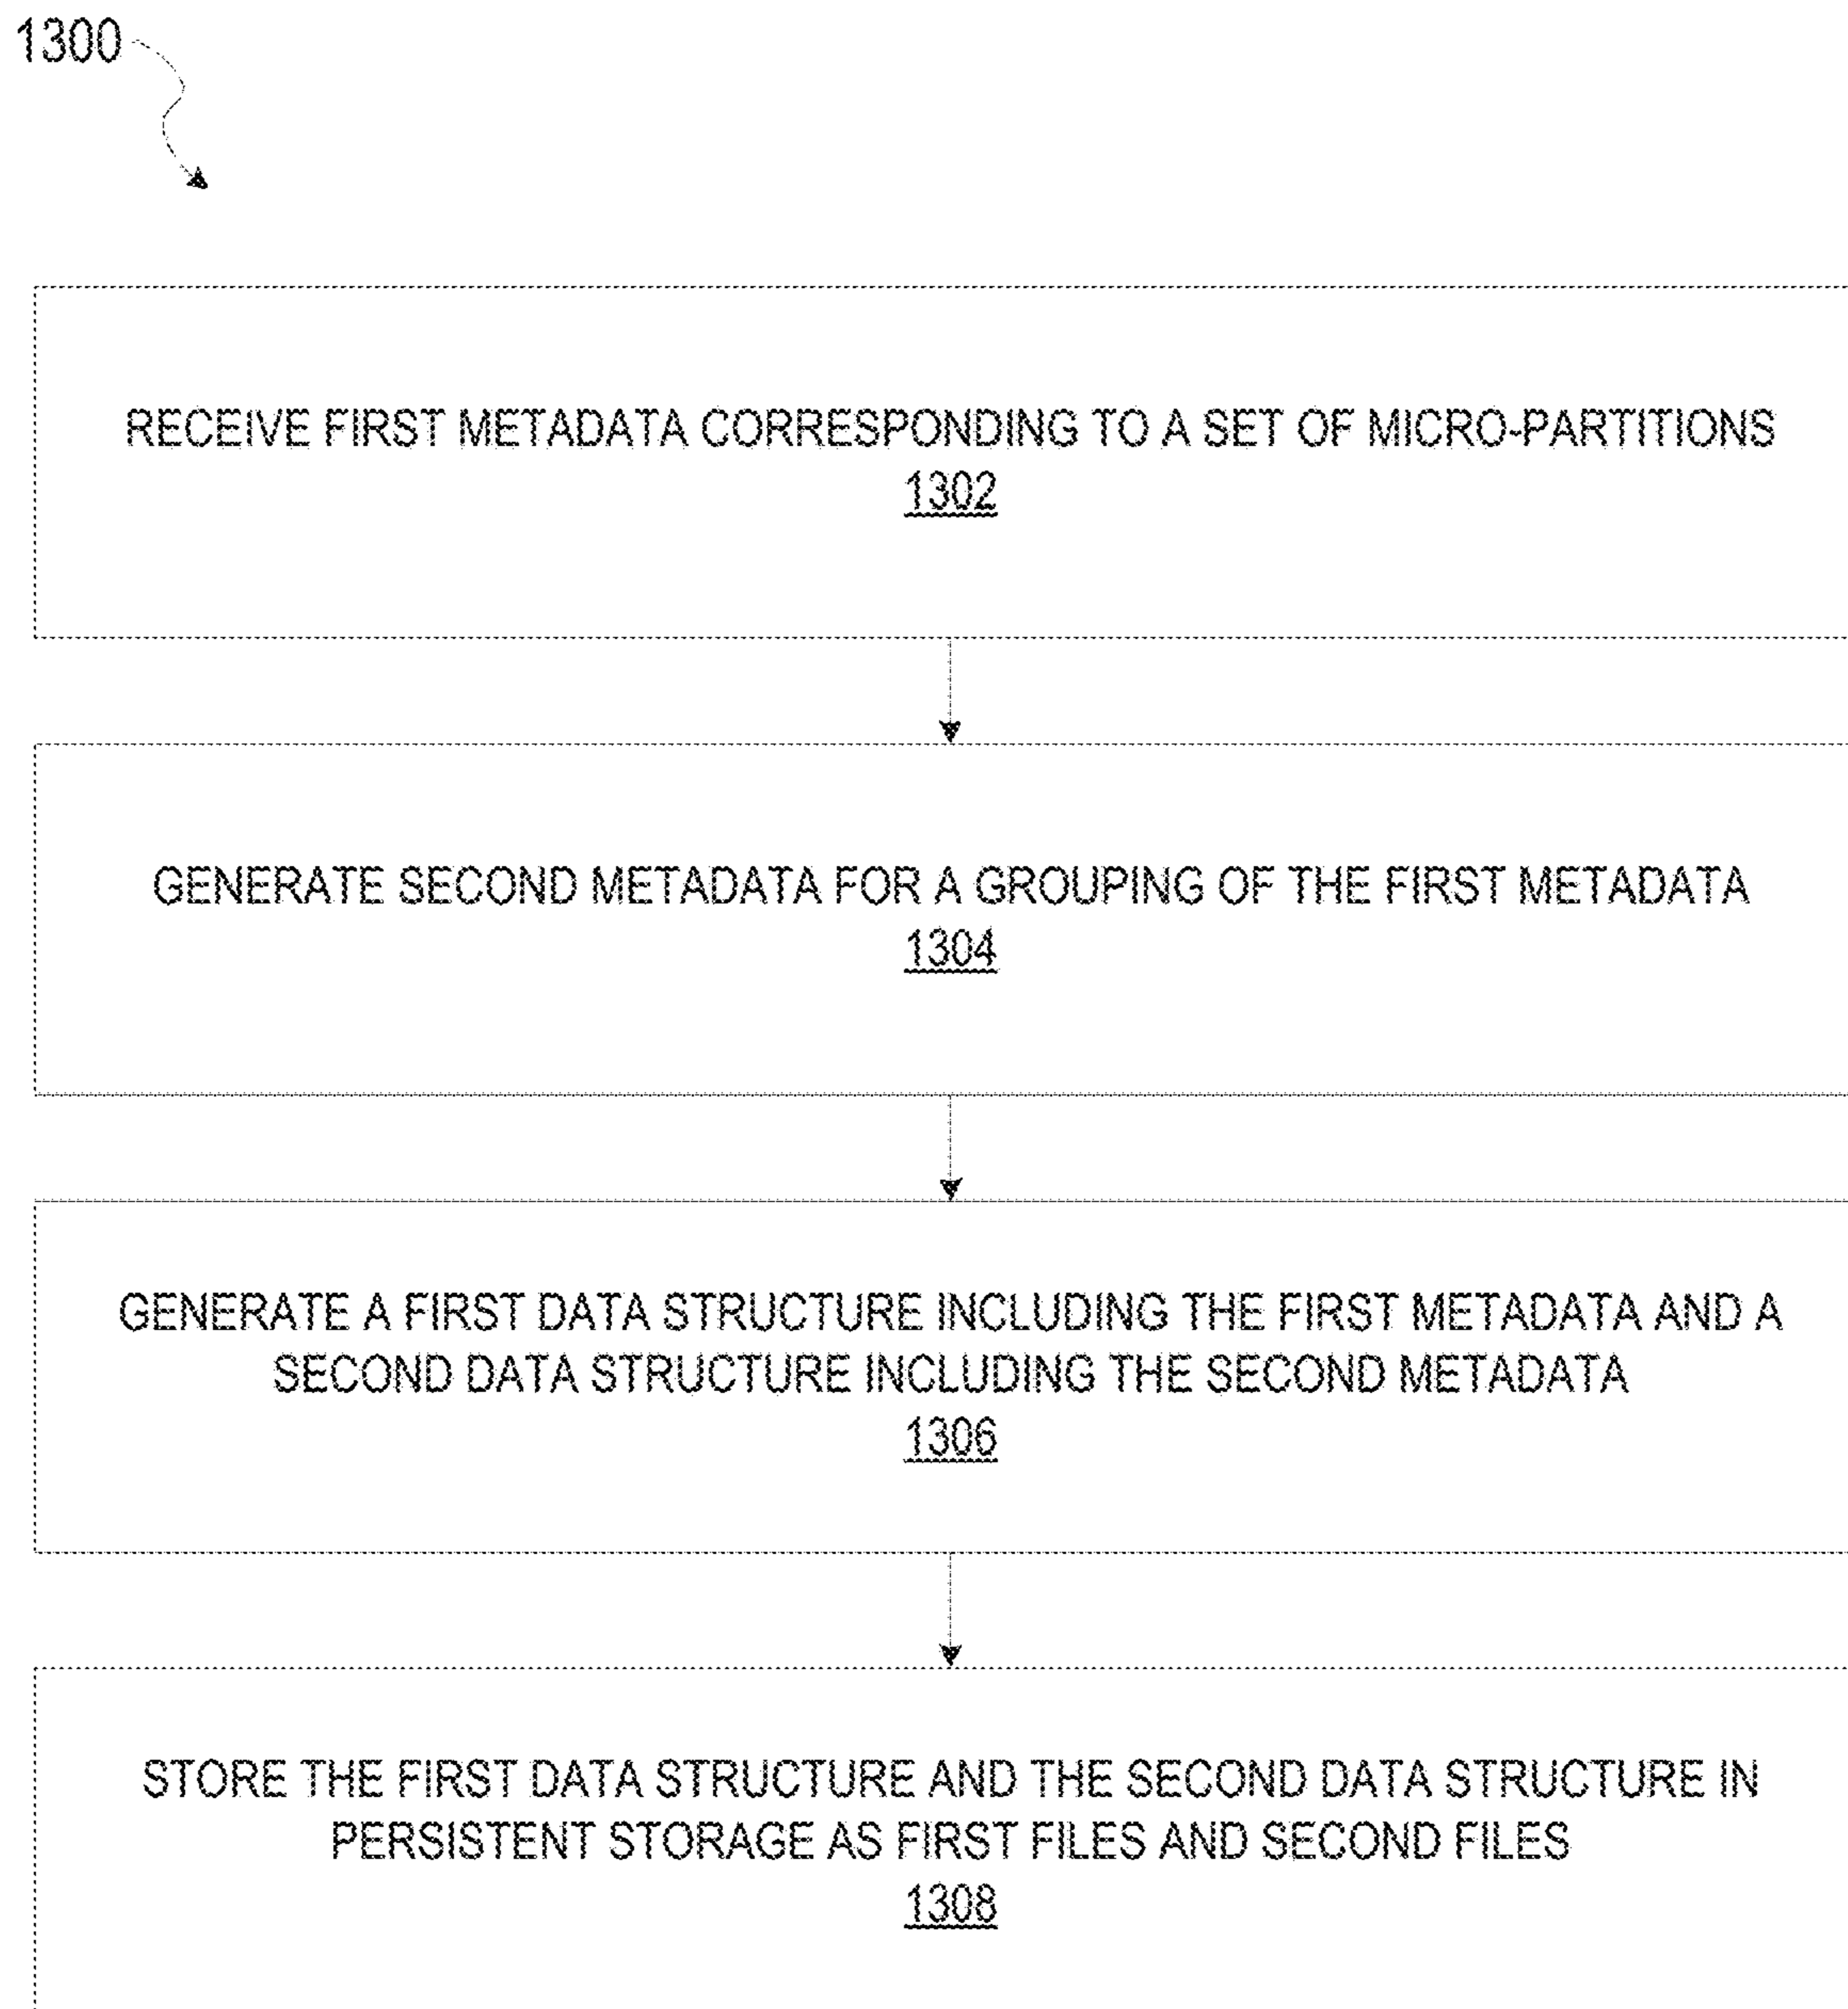 1300
RECEIVE FIRST METADATA CORRESPONDING TO A SET OF MICRO-PARTITIONS
1302
GENERATE SECOND METADATA FOR A GROUPING OF THE FIRST METADATA
1304
GENERATE A FIRST DATA STRUCTURE INCLUDING THE FIRST METADATA AND A
SECOND DATA STRUCTURE INCLUDING THE SECOND METADATA
1306
STORE THE FIRST DATA STRUCTURE AND THE SECOND DATA STRUCTURE IN
PERSISTENT STORAGE AS FIRST FILES AND SECOND FILES
1308